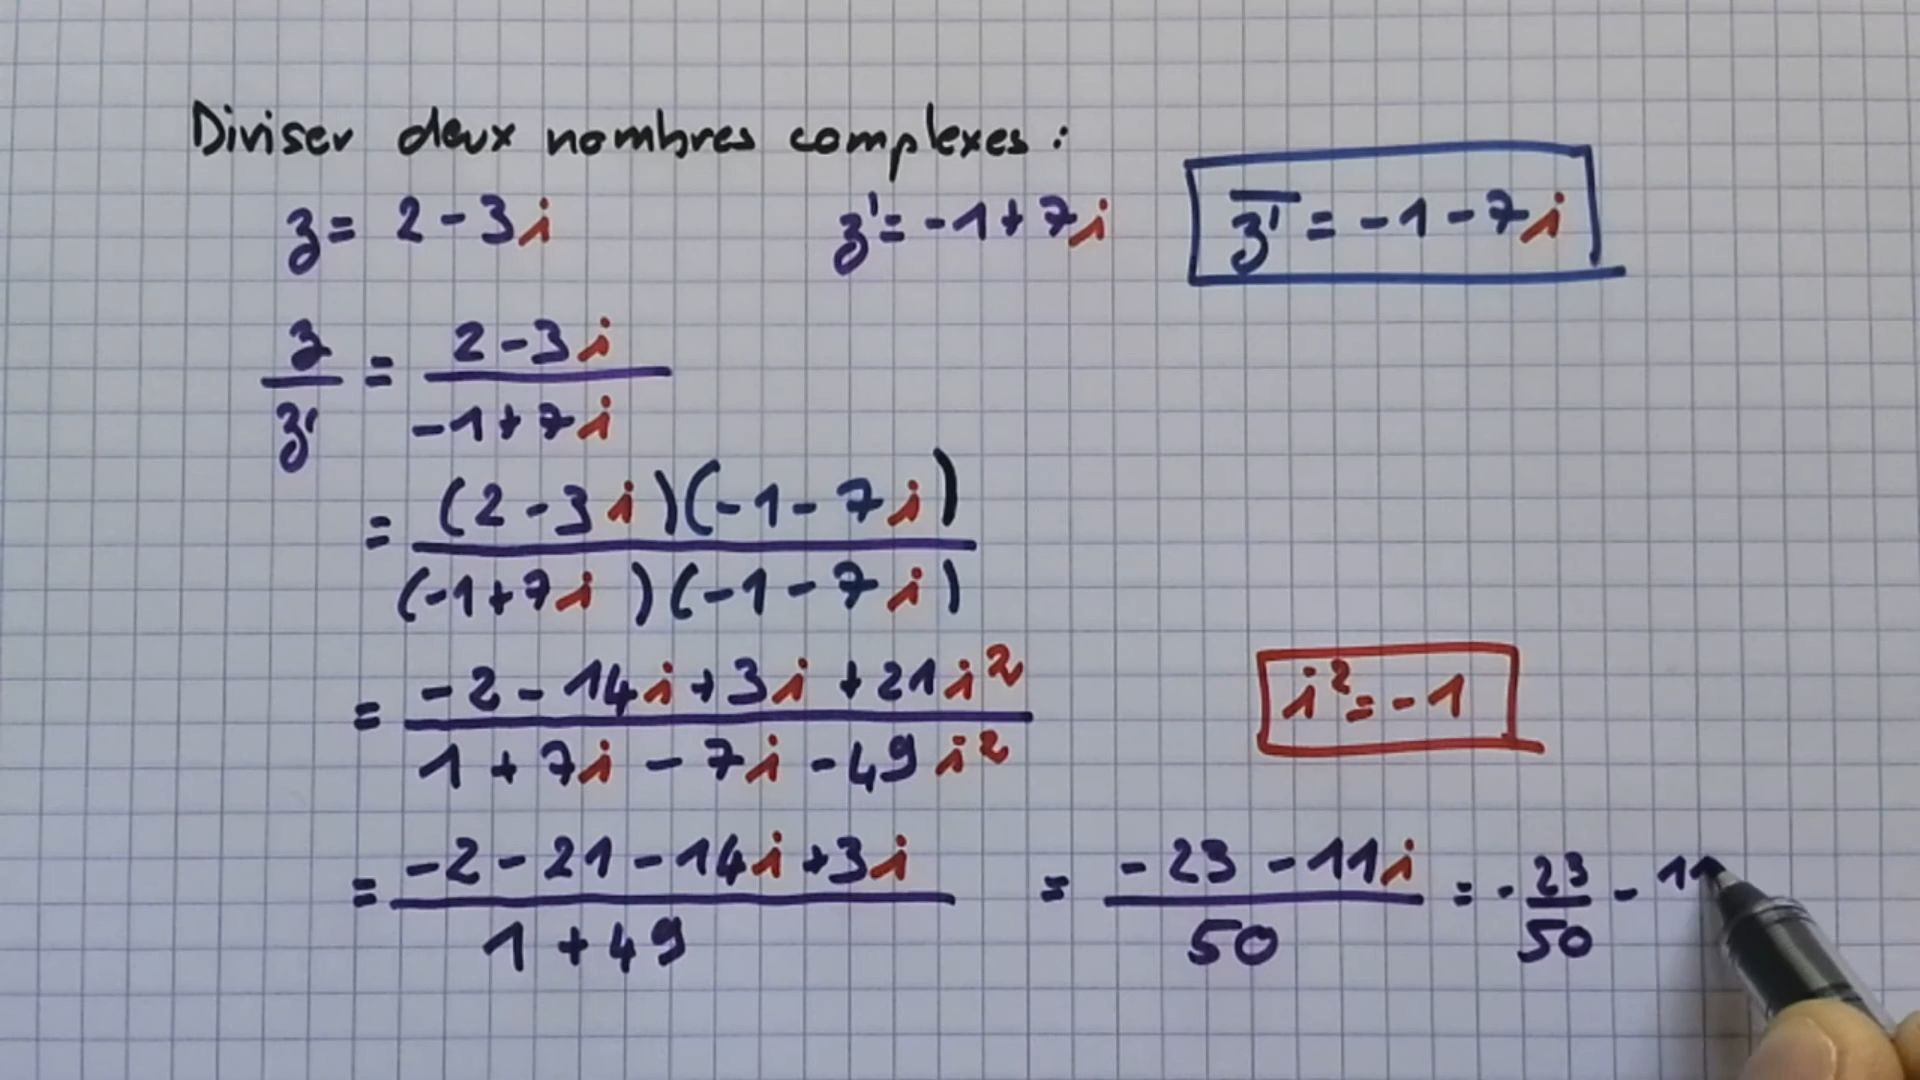 Diviser deux nombres complexes :
z = 2 - 3i z' = -1 + 7i z̅'̅ = -1 - 7i
z/z' = (2 - 3i)/(-1 + 7i)
= ((2 - 3i)(-1 - 7i))/((-1 + 7i)(-1 - 7i))
= (-2 - 14i + 3i + 21i²)/(1 + 7i - 7i - 49i²) i² = -1
= (-2 - 21 - 14i + 3i)/(1 + 49) = (-23 - 11i)/50 = -23/50 - 11